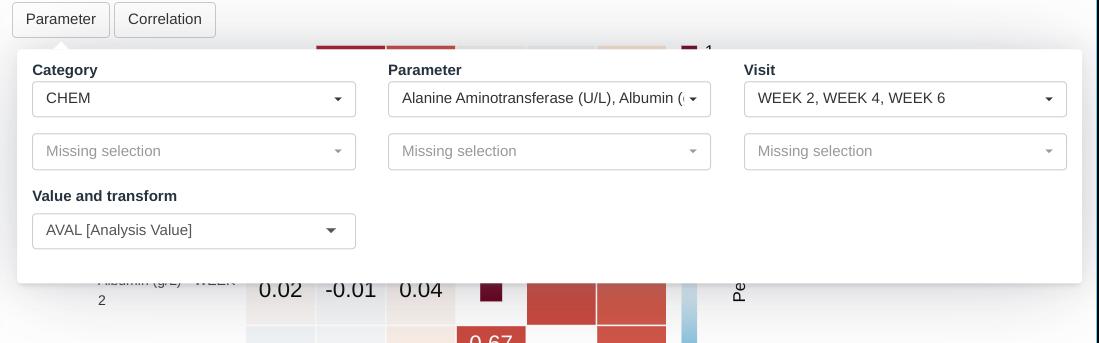 Parameter Correlation
1
Category Parameter Visit
CHEM Alanine Aminotransferase (U/L), Albumin ( WEEK 2, WEEK 4, WEEK 6
Missing selection Missing selection Missing selection
Value and transform
AVAL [Analysis Value]
Albumin (g/L) - WEEK
2
0.02 -0.01 0.04
Pe
0.67